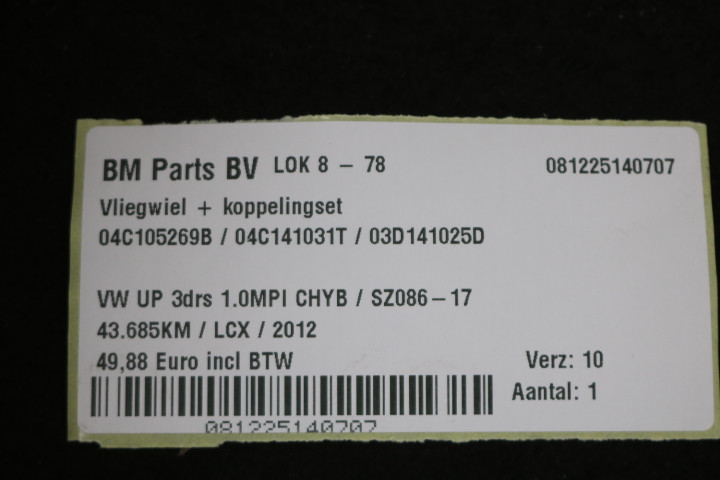 BM Parts BV LOK 8 – 78 081225140707
Vliegwiel + koppelingset
04C105269B / 04C141031T / 03D141025D
VW UP 3drs 1.0MPI CHYB / SZ086–17
43.685KM / LCX / 2012
49,88 Euro incl BTW Verz: 10
Aantal: 1
081225140707